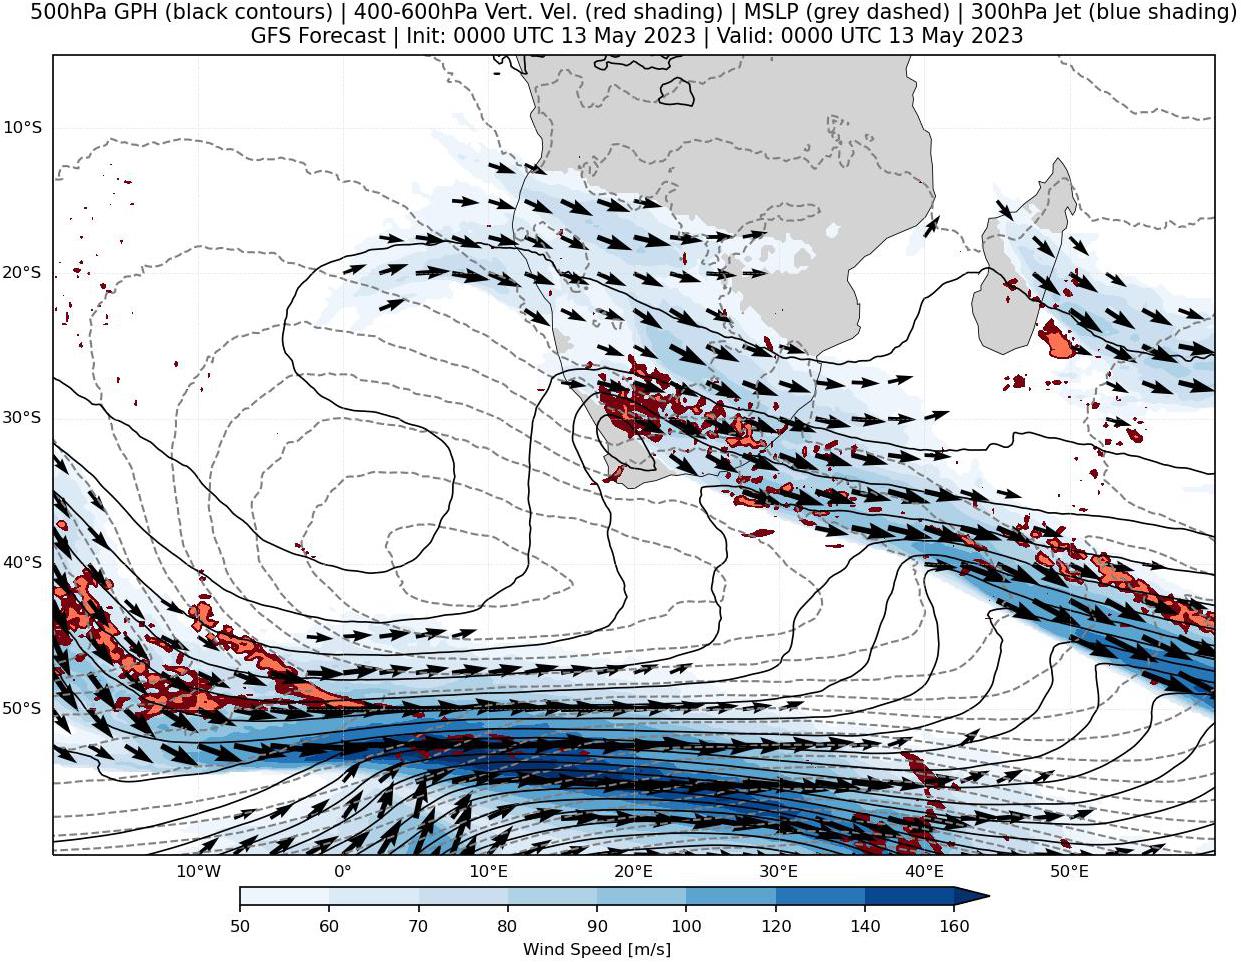 500hPa GPH (black contours) | 400-600hPa Vert. Vel. (red shading) | MSLP (grey dashed) | 300hPa Jet (blue shading)
GFS Forecast | Init: 0000 UTC 13 May 2023 | Valid: 0000 UTC 13 May 2023
10°S
20°S
30°S
40°S
50°S
10°W 0° 10°E 20°E 30°E 40°E 50°E
50 60 70 80 90 100 120 140 160
Wind Speed [m/s]